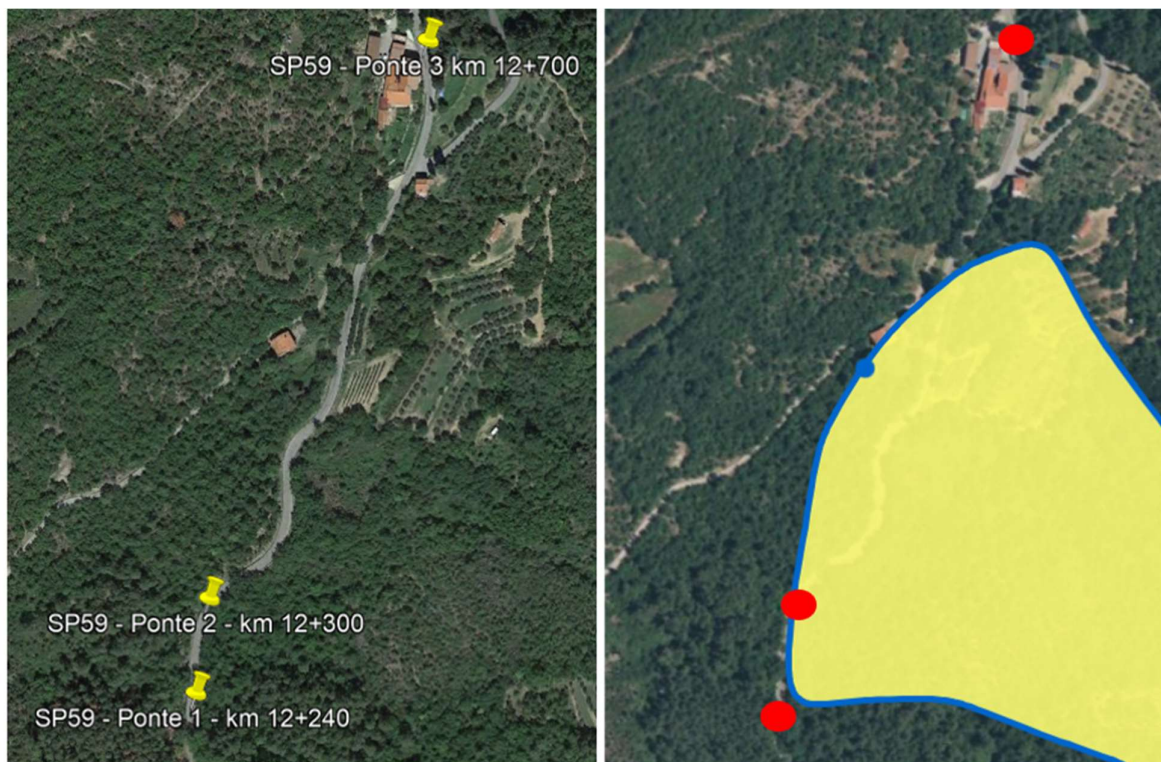 SP59 - Ponte 3 km 12+700
SP59 - Ponte 2 - km 12+300
SP59 - Ponte 1 - km 12+240